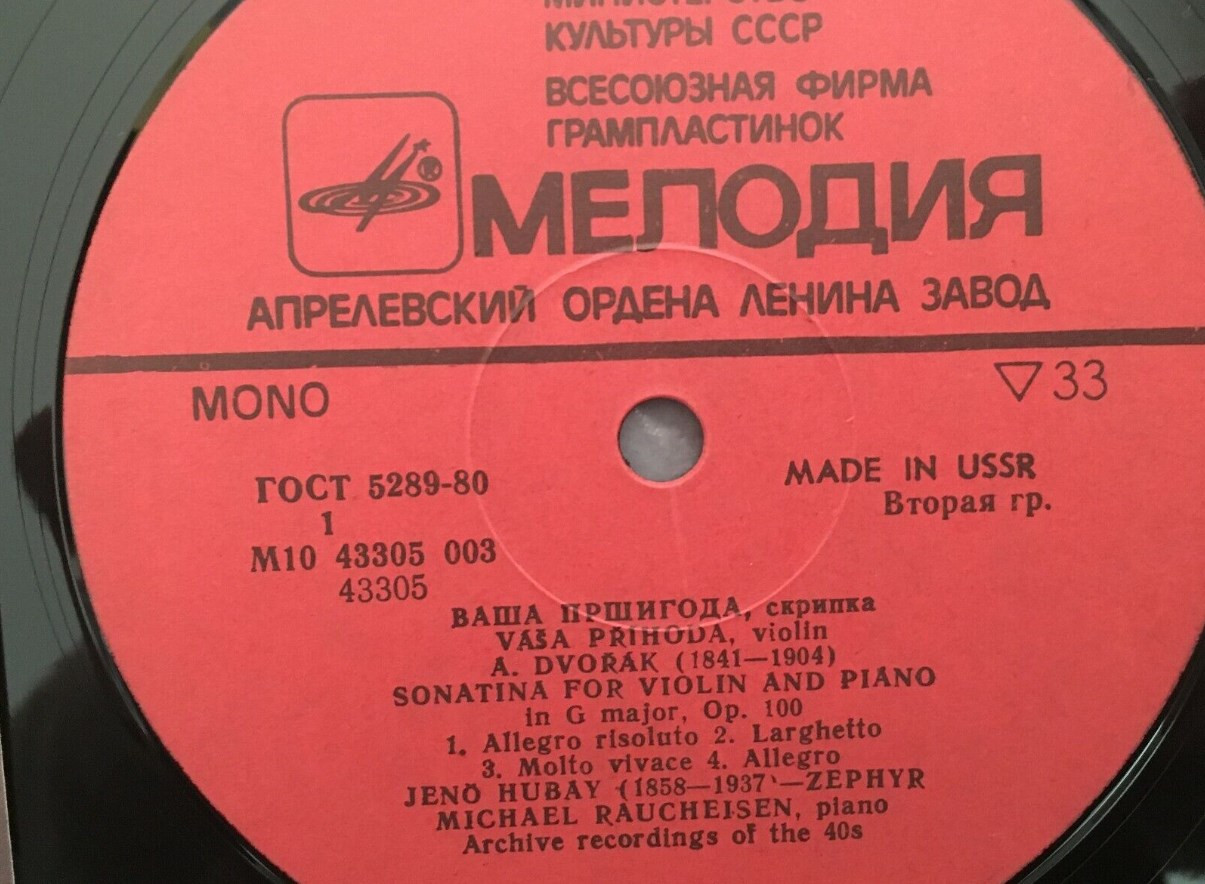 МИНИСТЕРСТВО
КУЛЬТУРЫ СССР
ВСЕСОЮЗНАЯ ФИРМА
ГРАМПЛАСТИНОК
МЕЛОДИЯ
АПРЕЛЕВСКИЙ ОРДЕНА ЛЕНИНА ЗАВОД
MONO
▽33
ГОСТ 5289-80
1
М10 43305 003
43305
MADE IN USSR
Вторая гр.
ВАША ПРШИГОДА, скрипка
VÁŠA PŘIHODA, violin
A. DVOŘÁK (1841—1904)
SONATINA FOR VIOLIN AND PIANO
in G major, Op. 100
1. Allegro risoluto 2. Larghetto
3. Molto vivace 4. Allegro
JENÖ HUBAY (1858—1937)—ZEPHYR
MICHAEL RAUCHEISEN, piano
Archive recordings of the 40s